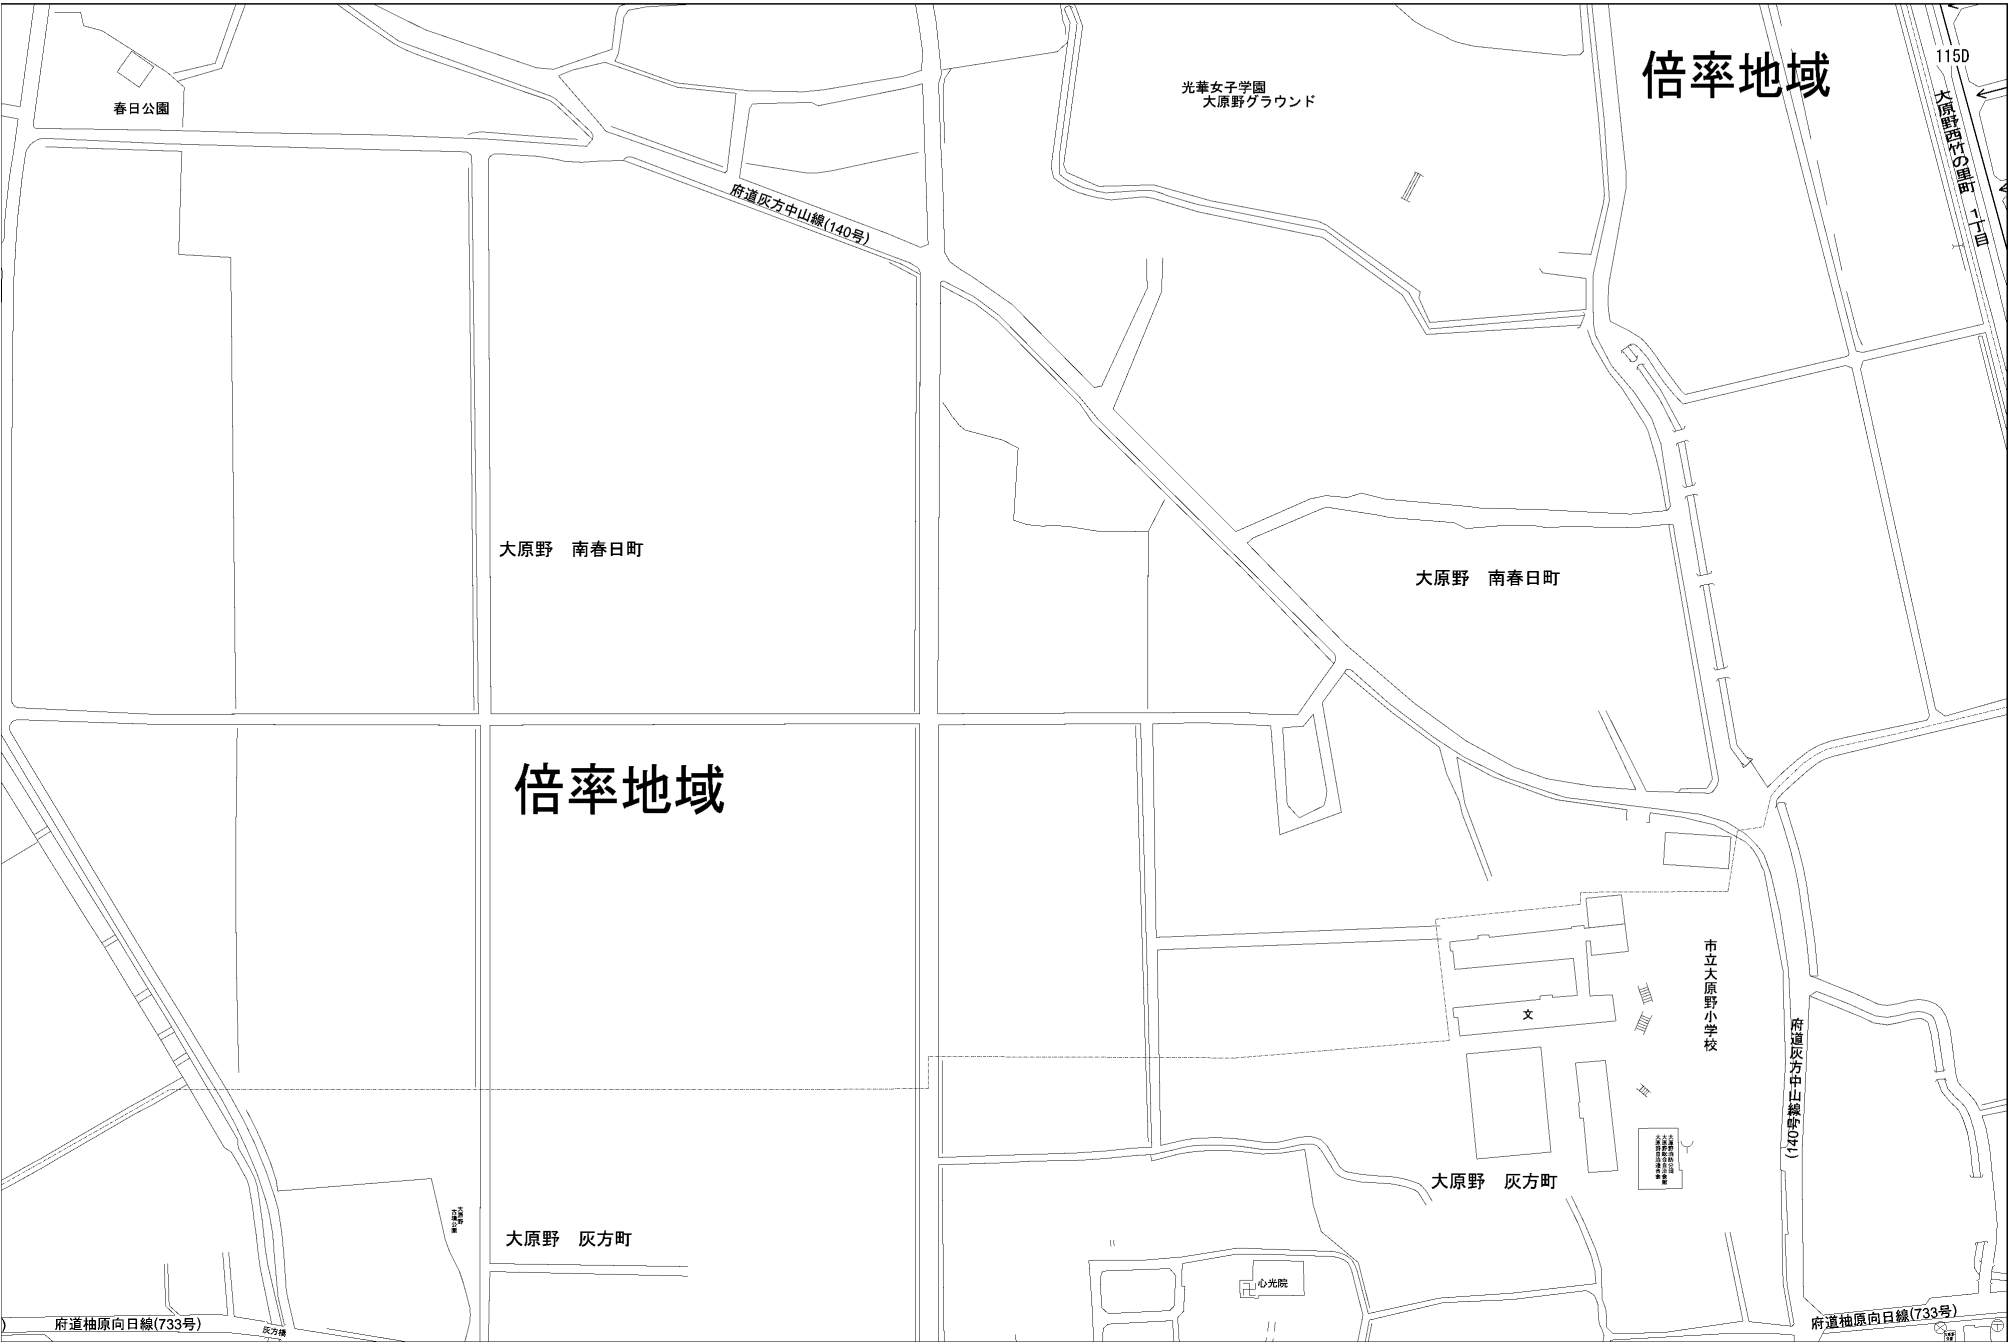 倍率地域
115D
光華女子学園
大原野グラウンド
春日公園
大原野西竹の里町　1丁目
府道灰方中山線(140号)
大原野　南春日町
大原野　南春日町
倍率地域
市立大原野小学校
文
府道灰方中山線
(140号)
大原野　灰方町
大原野　灰方町
心光院
府道柚原向日線(733号)
灰方橋
府道柚原向日線(733号)